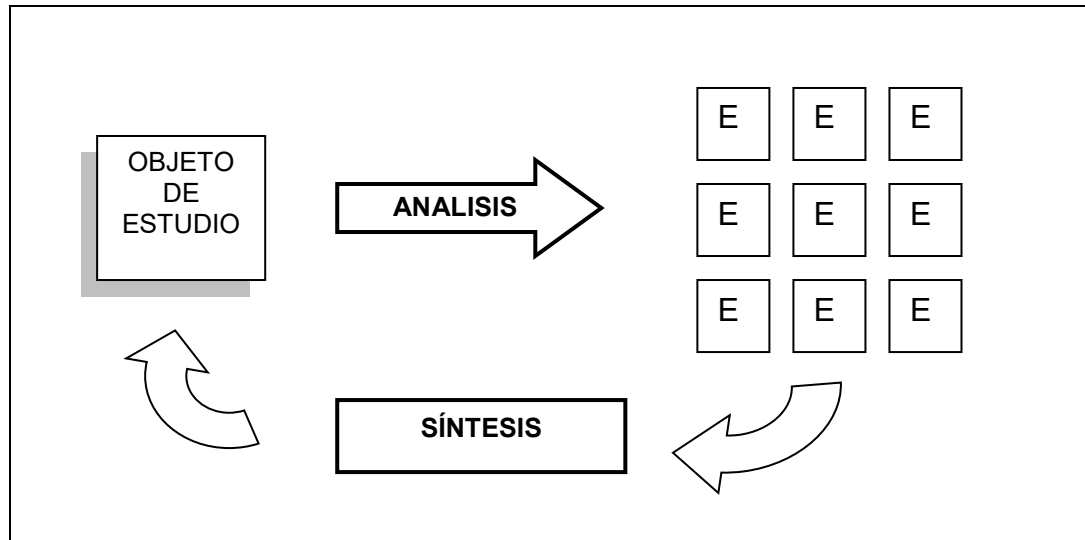 OBJETO
DE
ESTUDIO
ANALISIS
E E E
E E E
E E E
SÍNTESIS